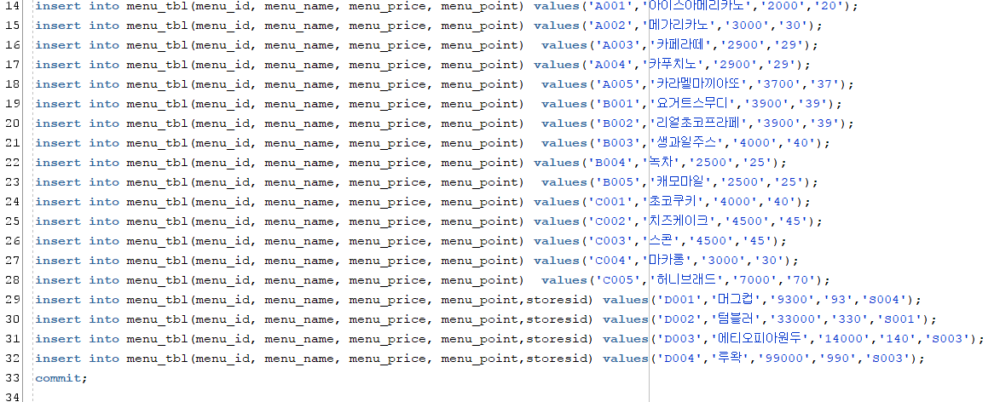 14 insert into menu_tbl(menu_id, menu_name, menu_price, menu_point) values('A001','아이스아메리카노','2000','20');
15 insert into menu_tbl(menu_id, menu_name, menu_price, menu_point) values('A002','메가리카노','3000','30');
16 insert into menu_tbl(menu_id, menu_name, menu_price, menu_point)  values('A003','카페라떼','2900','29');
17 insert into menu_tbl(menu_id, menu_name, menu_price, menu_point) values('A004','카푸치노','2900','29');
18 insert into menu_tbl(menu_id, menu_name, menu_price, menu_point)  values('A005','카라멜마끼아또','3700','37');
19 insert into menu_tbl(menu_id, menu_name, menu_price, menu_point)  values('B001','요거트스무디','3900','39');
20 insert into menu_tbl(menu_id, menu_name, menu_price, menu_point)  values('B002','리얼초코프라페','3900','39');
21 insert into menu_tbl(menu_id, menu_name, menu_price, menu_point)  values('B003','생과일주스','4000','40');
22 insert into menu_tbl(menu_id, menu_name, menu_price, menu_point) values('B004','녹차','2500','25');
23 insert into menu_tbl(menu_id, menu_name, menu_price, menu_point)  values('B005','캐모마일','2500','25');
24 insert into menu_tbl(menu_id, menu_name, menu_price, menu_point) values('C001','초코쿠키','4000','40');
25 insert into menu_tbl(menu_id, menu_name, menu_price, menu_point) values('C002','치즈케이크','4500','45');
26 insert into menu_tbl(menu_id, menu_name, menu_price, menu_point) values('C003','스콘','4500','45');
27 insert into menu_tbl(menu_id, menu_name, menu_price, menu_point) values('C004','마카롱','3000','30');
28 insert into menu_tbl(menu_id, menu_name, menu_price, menu_point)  values('C005','허니브래드','7000','70');
29 insert into menu_tbl(menu_id, menu_name, menu_price, menu_point,storesid) values('D001','머그컵','9300','93','S004');
30 insert into menu_tbl(menu_id, menu_name, menu_price, menu_point,storesid) values('D002','텀블러','33000','330','S001');
31 insert into menu_tbl(menu_id, menu_name, menu_price, menu_point,storesid) values('D003','에티오피아원두','14000','140','S003');
32 insert into menu_tbl(menu_id, menu_name, menu_price, menu_point,storesid) values('D004','루왁','99000','990','S003');
33 commit;
34